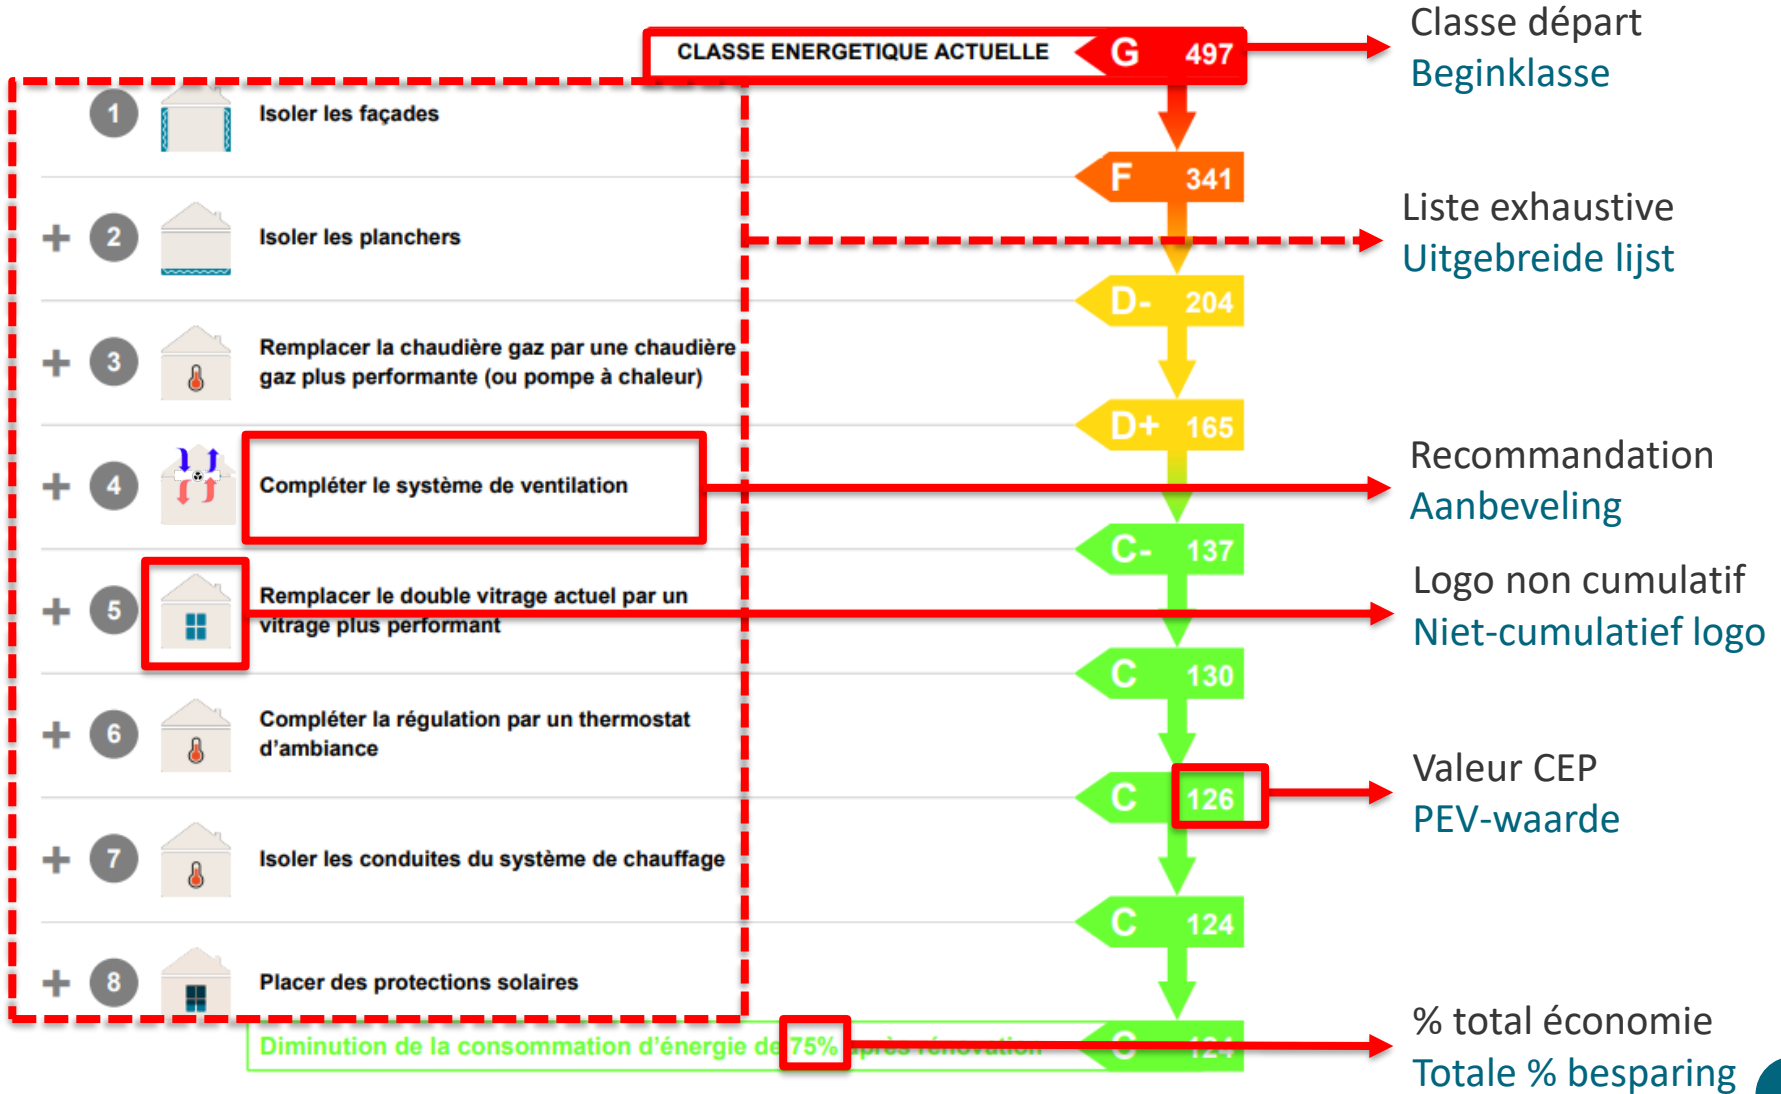 Classe départ
Beginklasse
CLASSE ENERGETIQUE ACTUELLE G 497
1 Isoler les façades
F 341
Liste exhaustive
Uitgebreide lijst
+ 2 Isoler les planchers
D- 204
+ 3 Remplacer la chaudière gaz par une chaudière
gaz plus performante (ou pompe à chaleur)
D+ 165
Recommandation
Aanbeveling
+ 4 Compléter le système de ventilation
C- 137
Logo non cumulatif
Niet-cumulatief logo
+ 5 Remplacer le double vitrage actuel par un
vitrage plus performant
C 130
+ 6 Compléter la régulation par un thermostat
d'ambiance
Valeur CEP
PEV-waarde
C 126
+ 7 Isoler les conduites du système de chauffage
C 124
+ 8 Placer des protections solaires
% total économie
Totale % besparing
Diminution de la consommation d'énergie de 75% après rénovation C 124